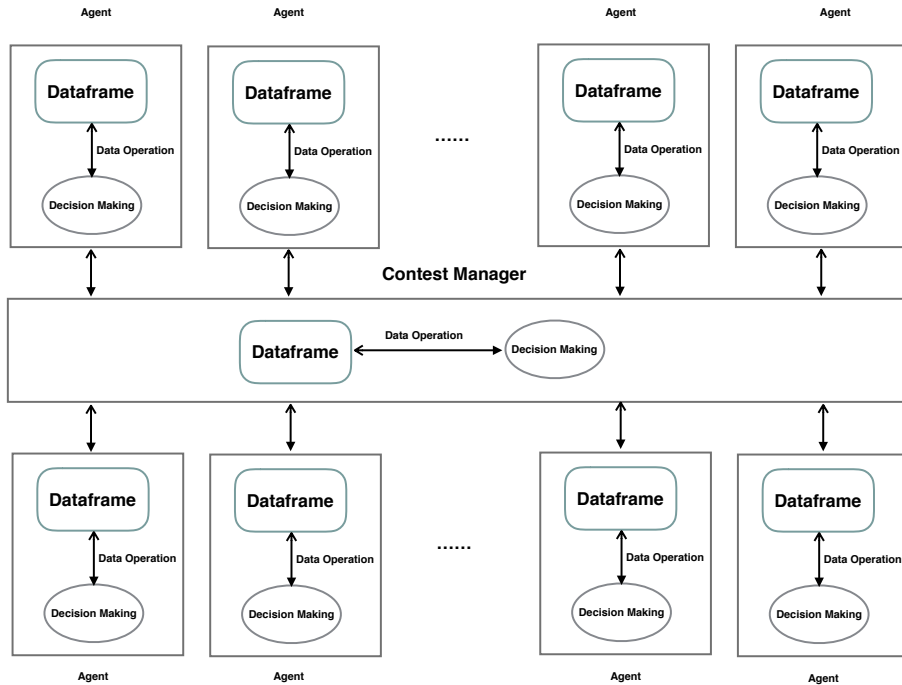 Agent
Agent
Agent
Agent
Dataframe
Dataframe
Dataframe
Dataframe
......
Data Operation
Data Operation
Data Operation
Data Operation
Decision Making
Decision Making
Decision Making
Decision Making
Contest Manager
Data Operation
Dataframe
Decision Making
Dataframe
Dataframe
Dataframe
Dataframe
......
Data Operation
Data Operation
Data Operation
Data Operation
Decision Making
Decision Making
Decision Making
Decision Making
Agent
Agent
Agent
Agent